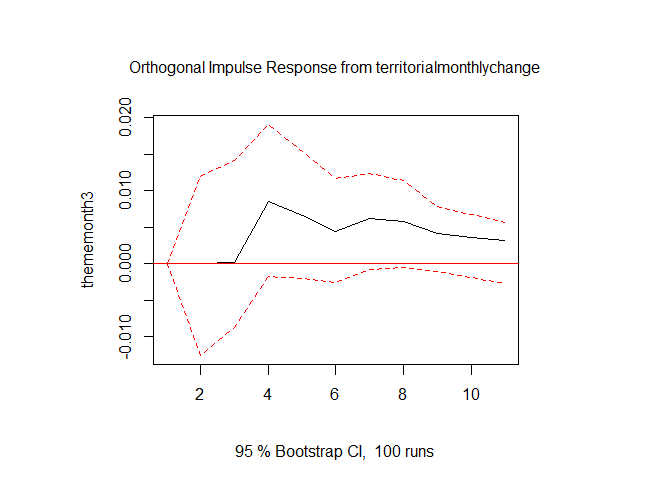 Orthogonal Impulse Response from territorialmonthlychange
thememonth3
0.020
0.010
0.000
-0.010
2 4 6 8 10
95 % Bootstrap CI, 100 runs